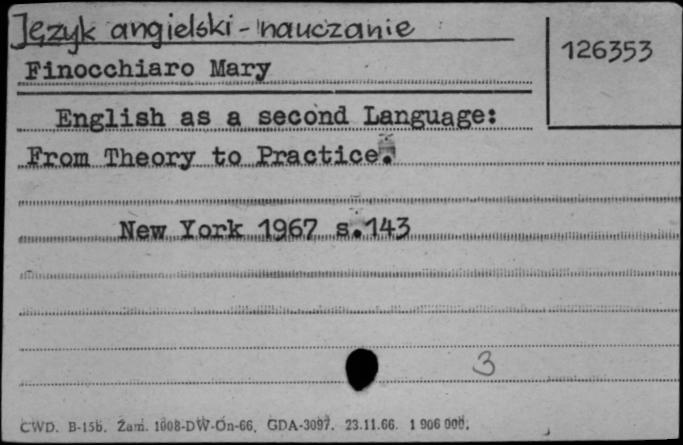 Język angielski - nauczanie
126353
Finocchiaro Mary
English as a second Language:
From Theory to Practice.
New York 1967 s.143
3
CWD. B-15b. Zam. 1008-DW-Dn-66, GDA-3097. 23.11.66. 1 906 000.